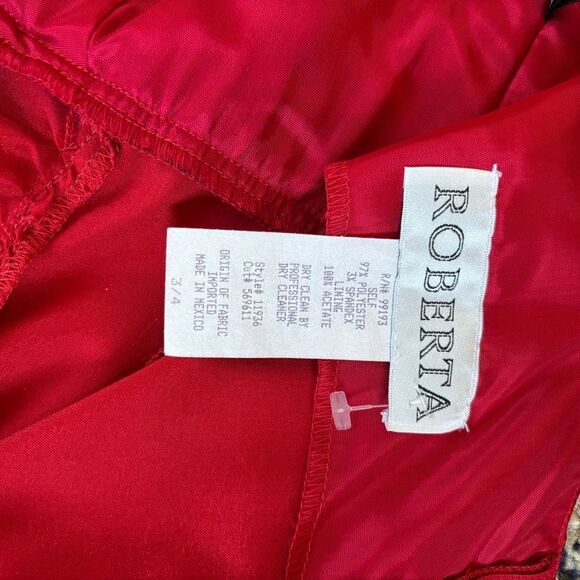 ROBERTA
R/N# 99193
SELF
97% POLYESTER
3% SPANDEX
LINING
100% ACETATE
DRY CLEAN BY
PROFESSIONAL
DRY CLEANER
Style# 11936
Cut# 569611
ORIGIN OF FABRIC
IMPORTED
MADE IN MEXICO
3/4